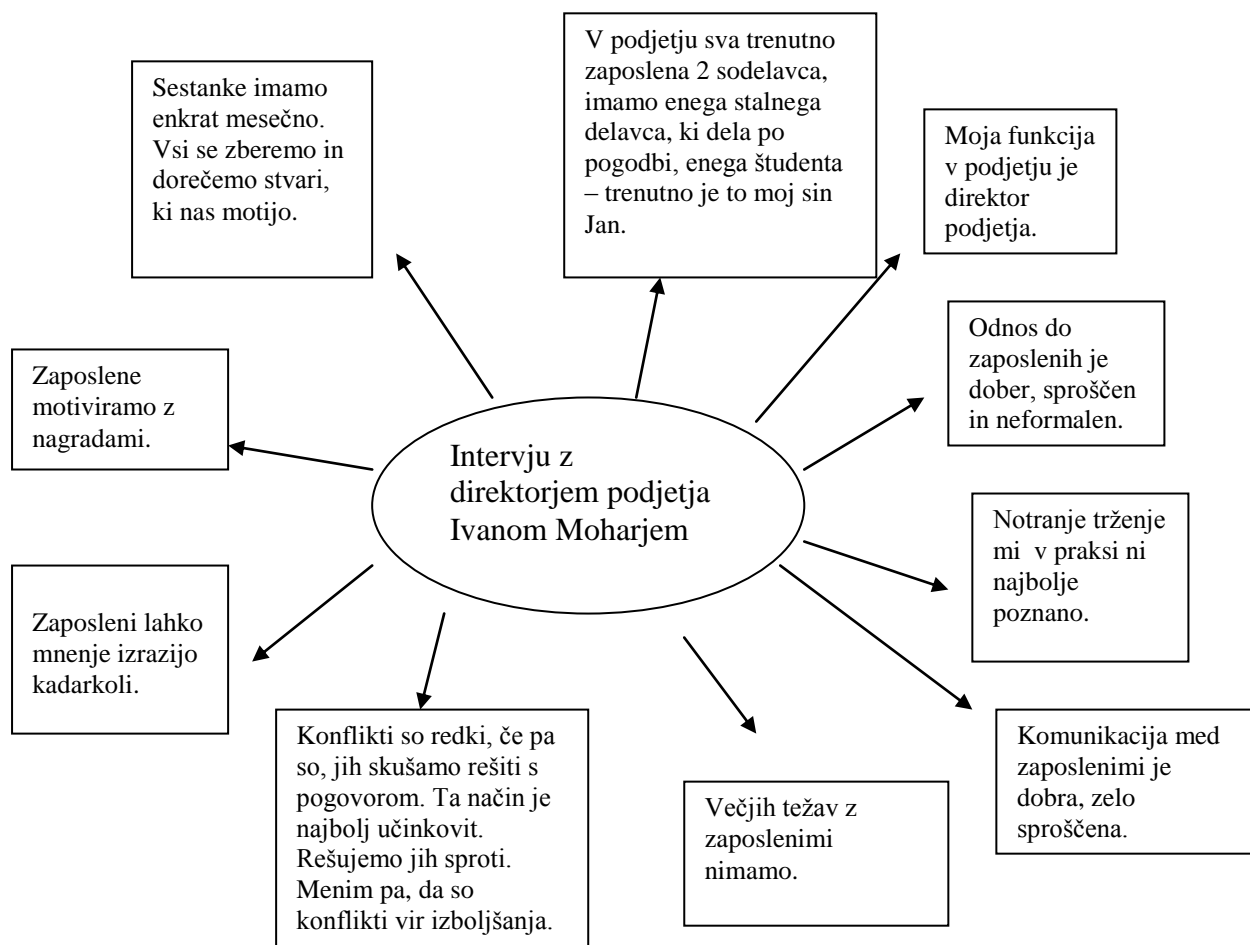 V podjetju sva trenutno
zaposlena 2 sodelavca,
imamo enega stalnega
delavca, ki dela po
pogodbi, enega študenta
– trenutno je to moj sin
Jan.
Sestanke imamo
enkrat mesečno.
Vsi se zberemo in
dorečemo stvari,
ki nas motijo.
Moja funkcija
v podjetju je
direktor
podjetja.
Odnos do
zaposlenih je
dober, sproščen
in neformalen.
Zaposlene
motiviramo z
nagradami.
Intervju z
direktorjem podjetja
Ivanom Moharjem
Notranje trženje
mi v praksi ni
najbolje
poznano.
Zaposleni lahko
mnenje izrazijo
kadarkoli.
Konflikti so redki, če pa
so, jih skušamo rešiti s
pogovorom. Ta način je
najbolj učinkovit.
Rešujemo jih sproti.
Menim pa, da so
konflikti vir izboljšanja.
Večjih težav z
zaposlenimi
nimamo.
Komunikacija med
zaposlenimi je
dobra, zelo
sproščena.